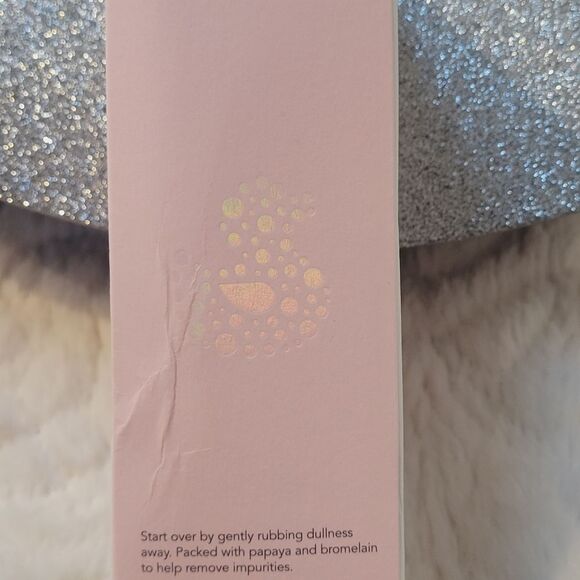 Start over by gently rubbing dullness
away. Packed with papaya and bromelain
to help remove impurities.